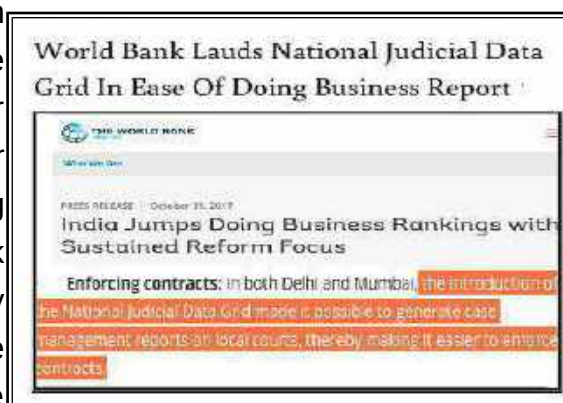 World Bank Lauds National Judicial Data
Grid In Ease Of Doing Business Report
THE WORLD BANK
What We Do
PRESS RELEASE | October 31, 2017
India Jumps Doing Business Rankings with
Sustained Reform Focus
Enforcing contracts: In both Delhi and Mumbai, the introduction of
the National Judicial Data Grid made it possible to generate case
management reports on local courts, thereby making it easier to enforce
contracts.